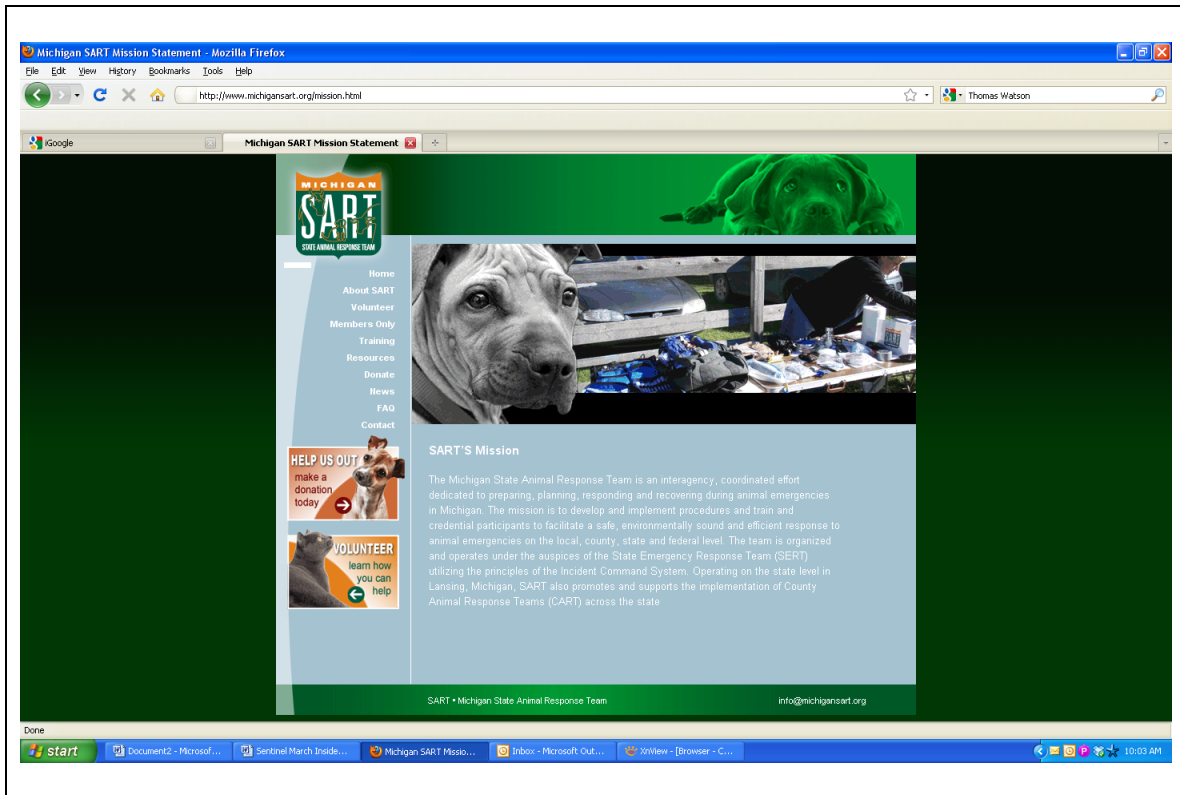 Michigan SART Mission Statement - Mozilla Firefox
File Edit View History Bookmarks Tools Help
http://www.michigansart.org/mission.html
Thomas Watson
iGoogle
Michigan SART Mission Statement
MICHIGAN
SART
STATE ANIMAL RESPONSE TEAM
Home
About SART
Volunteer
Members Only
Training
Resources
Donate
News
FAQ
Contact
HELP US OUT
make a
donation
today
VOLUNTEER
learn how
you can
help
SART'S Mission
The Michigan State Animal Response Team is an interagency, coordinated effort
dedicated to preparing, planning, responding and recovering during animal emergencies
in Michigan. The mission is to develop and implement procedures and train and
credential participants to facilitate a safe, environmentally sound and efficient response to
animal emergencies on the local, county, state and federal level. The team is organized
and operates under the auspices of the State Emergency Response Team (SERT)
utilizing the principles of the Incident Command System. Operating on the state level in
Lansing, Michigan, SART also promotes and supports the implementation of County
Animal Response Teams (CART) across the state
SART • Michigan State Animal Response Team
info@michigansart.org
Done
start
Document2 - Microsof...
Sentinel March Inside...
Michigan SART Missio...
Inbox - Microsoft Out...
XnView - [Browser - C...
10:03 AM